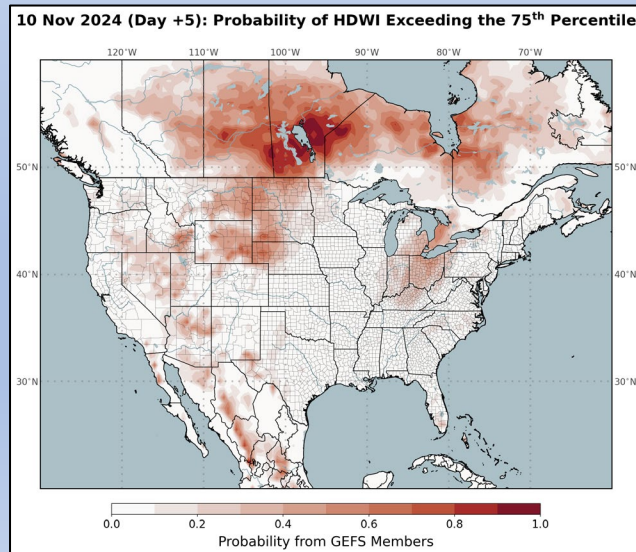 10 Nov 2024 (Day +5): Probability of HDWI Exceeding the 75th Percentile
120°W 110°W 100°W 90°W 80°W 70°W
50°N 50°N
40°N 40°N
30°N 30°N
0.0 0.2 0.4 0.6 0.8 1.0
Probability from GEFS Members